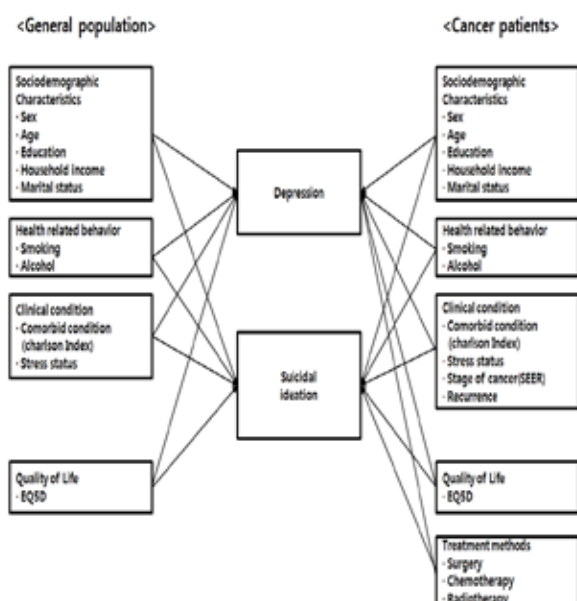 <General population>
Sociodemographic
Characteristics
- Sex
- Age
- Education
- Household income
- Marital status
Health related behavior
- Smoking
- Alcohol
Clinical condition
- Comorbid condition
(charlson Index)
- Stress status
Quality of Life
- EQ5D
Depression
Suicidal
ideation
<Cancer patients>
Sociodemographic
Characteristics
- Sex
- Age
- Education
- Household income
- Marital status
Health related behavior
- Smoking
- Alcohol
Clinical condition
- Comorbid condition
(charlson Index)
- Stress status
- Stage of cancer(SEER)
- Recurrence
Quality of Life
- EQ5D
Treatment methods
- Surgery
- Chemotherapy
- Radiotherapy